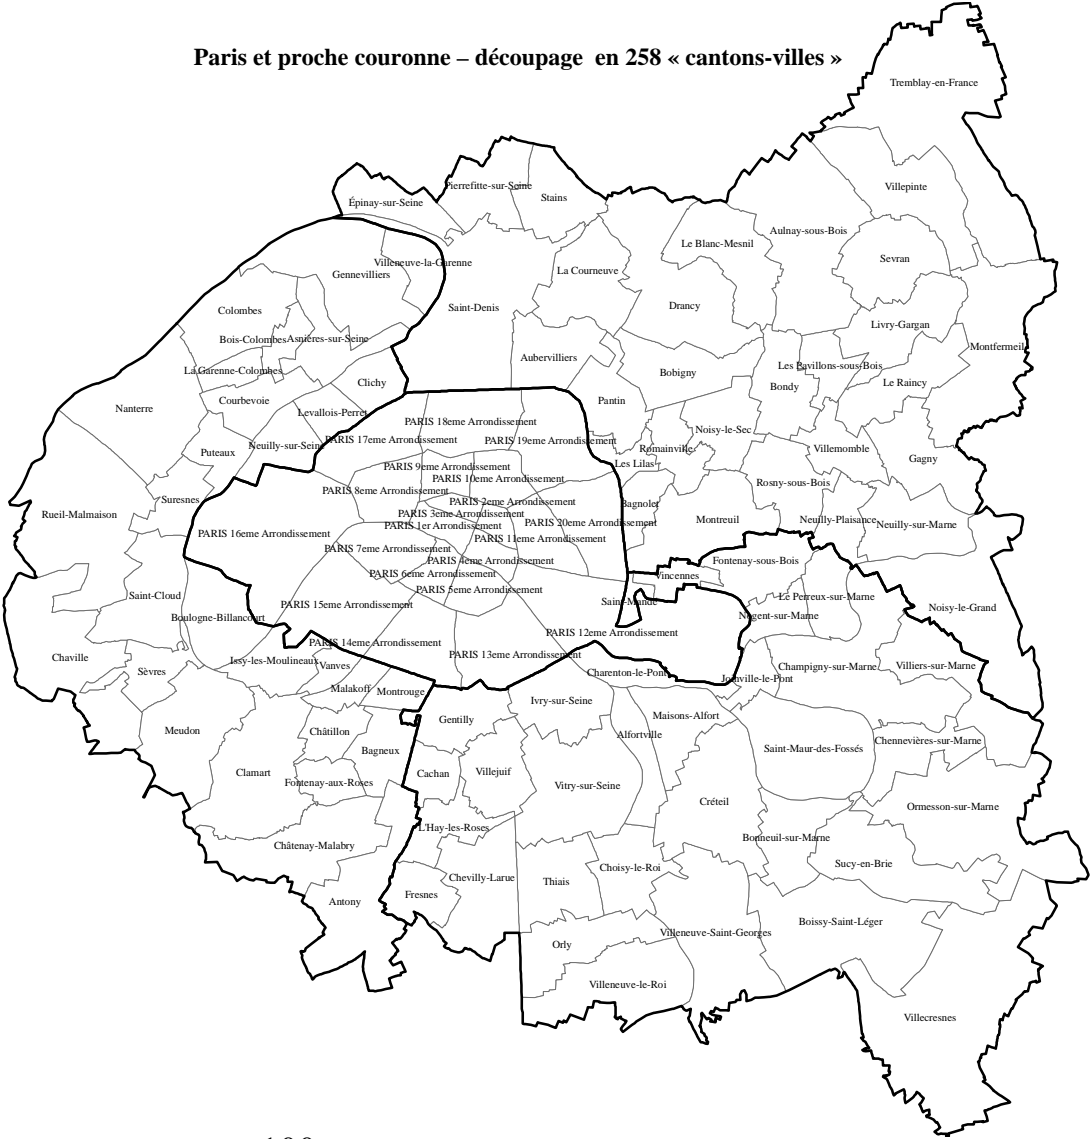 Paris et proche couronne – découpage en 258 « cantons-villes »
Tremblay-en-France
Pierrefitte-sur-Seine
Villepinte
Stains
Épinay-sur-Seine
Aulnay-sous-Bois
Le Blanc-Mesnil
Sevran
Villeneuve-la-Garenne
Gennevilliers
La Courneuve
Saint-Denis
Drancy
Colombes
Livry-Gargan
Bois-Colombes
Asnières-sur-Seine
Montfermeil
Aubervilliers
Les Pavillons-sous-Bois
La Garenne-Colombes
Bobigny
Clichy
Bondy
Le Raincy
Courbevoie
Pantin
Nanterre
Levallois-Perret
PARIS 18eme Arrondissement
Noisy-le-Sec
PARIS 17eme Arrondissement
PARIS 19eme Arrondissement
Neuilly-sur-Seine
Romainville
Villemomble
Puteaux
Gagny
Les Lilas
PARIS 9eme Arrondissement
PARIS 10eme Arrondissement
Rosny-sous-Bois
PARIS 8eme Arrondissement
Suresnes
PARIS 2eme Arrondissement
Bagnolet
Rueil-Malmaison
PARIS 3eme Arrondissement
Montreuil
Neuilly-Plaisance
PARIS 1er Arrondissement
PARIS 20eme Arrondissement
Neuilly-sur-Marne
PARIS 16eme Arrondissement
PARIS 11eme Arrondissement
PARIS 7eme Arrondissement
PARIS 4eme Arrondissement
Fontenay-sous-Bois
PARIS 6eme Arrondissement
Vincennes
PARIS 5eme Arrondissement
Saint-Cloud
Le Perreux-sur-Marne
PARIS 15eme Arrondissement
Saint-Mandé
Noisy-le-Grand
Boulogne-Billancourt
Nogent-sur-Marne
PARIS 12eme Arrondissement
PARIS 14eme Arrondissement
PARIS 13eme Arrondissement
Chaville
Issy-les-Moulineaux
Vanves
Champigny-sur-Marne
Villiers-sur-Marne
Sèvres
Charenton-le-Pont
Joinville-le-Pont
Malakoff
Montrouge
Ivry-sur-Seine
Maisons-Alfort
Gentilly
Meudon
Châtillon
Alfortville
Chennevières-sur-Marne
Bagneux
Saint-Maur-des-Fossés
Clamart
Cachan
Villejuif
Fontenay-aux-Roses
Vitry-sur-Seine
Créteil
Ormesson-sur-Marne
L'Hay-les-Roses
Bonneuil-sur-Marne
Châtenay-Malabry
Sucy-en-Brie
Choisy-le-Roi
Chevilly-Larue
Thiais
Fresnes
Antony
Boissy-Saint-Léger
Villeneuve-Saint-Georges
Orly
Villeneuve-le-Roi
Villecresnes